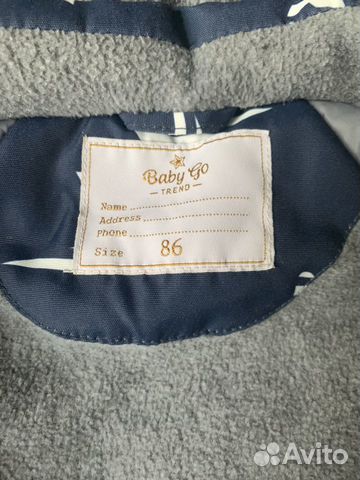 Baby Go
TREND
Name
Address
Phone
Size 86
Avito